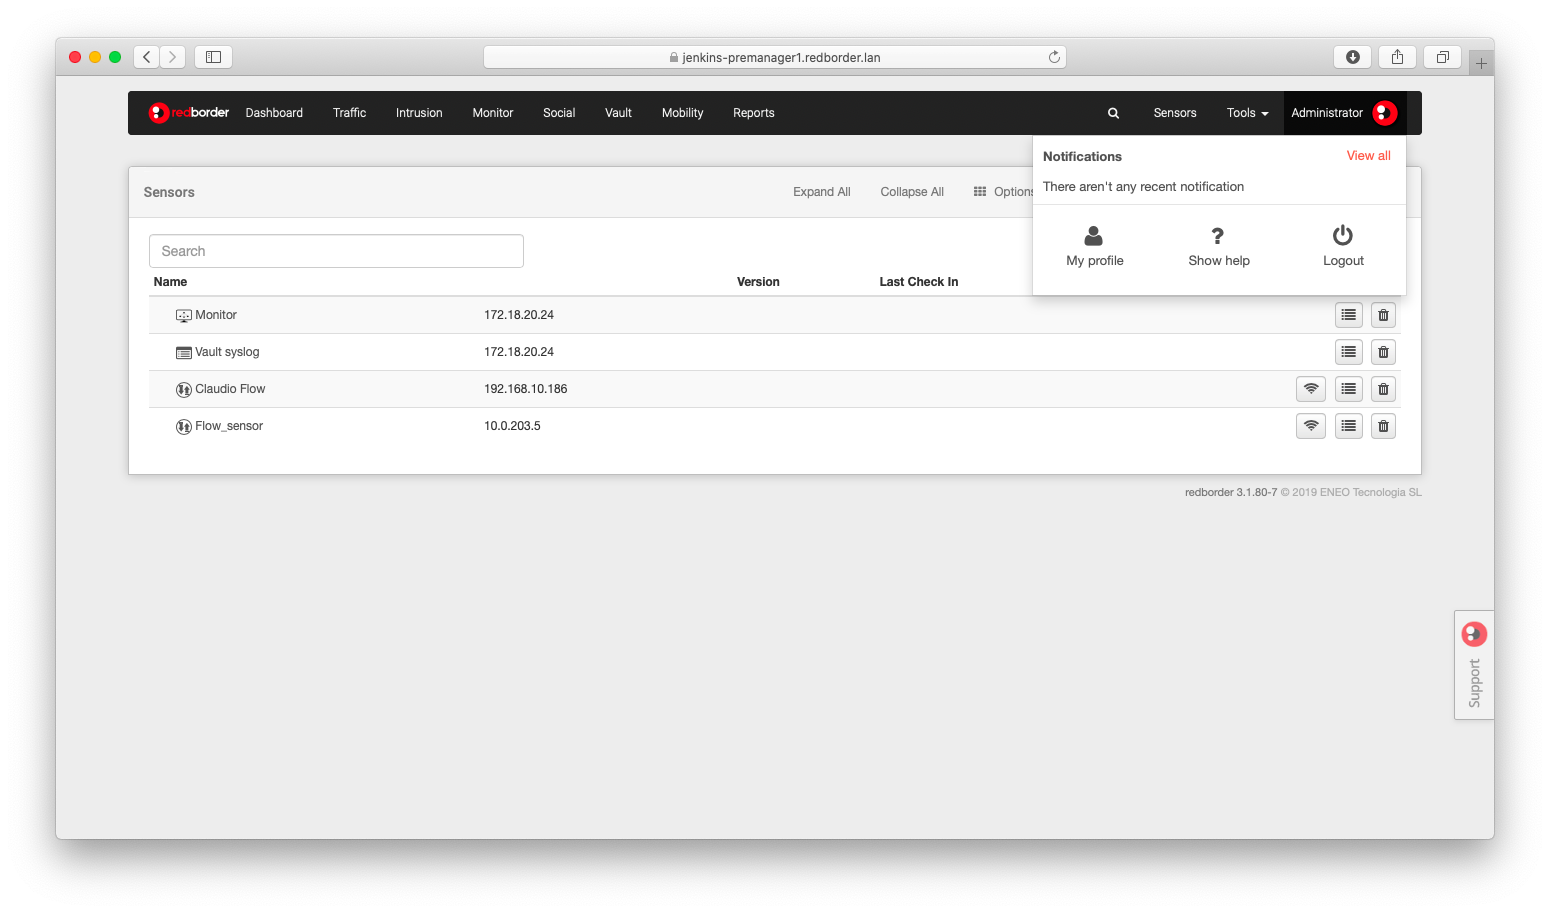 jenkins-premanager1.redborder.lan
redborder Dashboard Traffic Intrusion Monitor Social Vault Mobility Reports Sensors Tools Administrator
Notifications View all
There aren't any recent notification
My profile Show help Logout
Sensors Expand All Collapse All Options
Search
Name Version Last Check In
Monitor 172.18.20.24
Vault syslog 172.18.20.24
Claudio Flow 192.168.10.186
Flow_sensor 10.0.203.5
redborder 3.1.80-7 © 2019 ENEO Tecnologia SL
Support